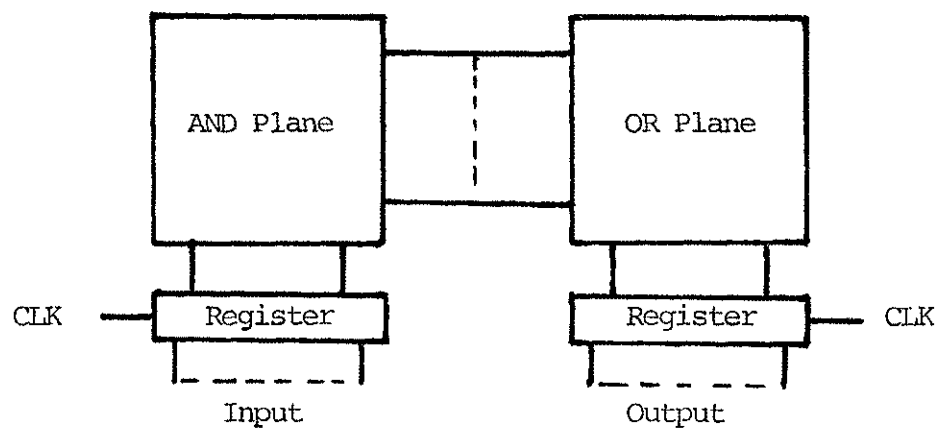 AND Plane
OR Plane
CLK
Register
Register
CLK
Input
Output